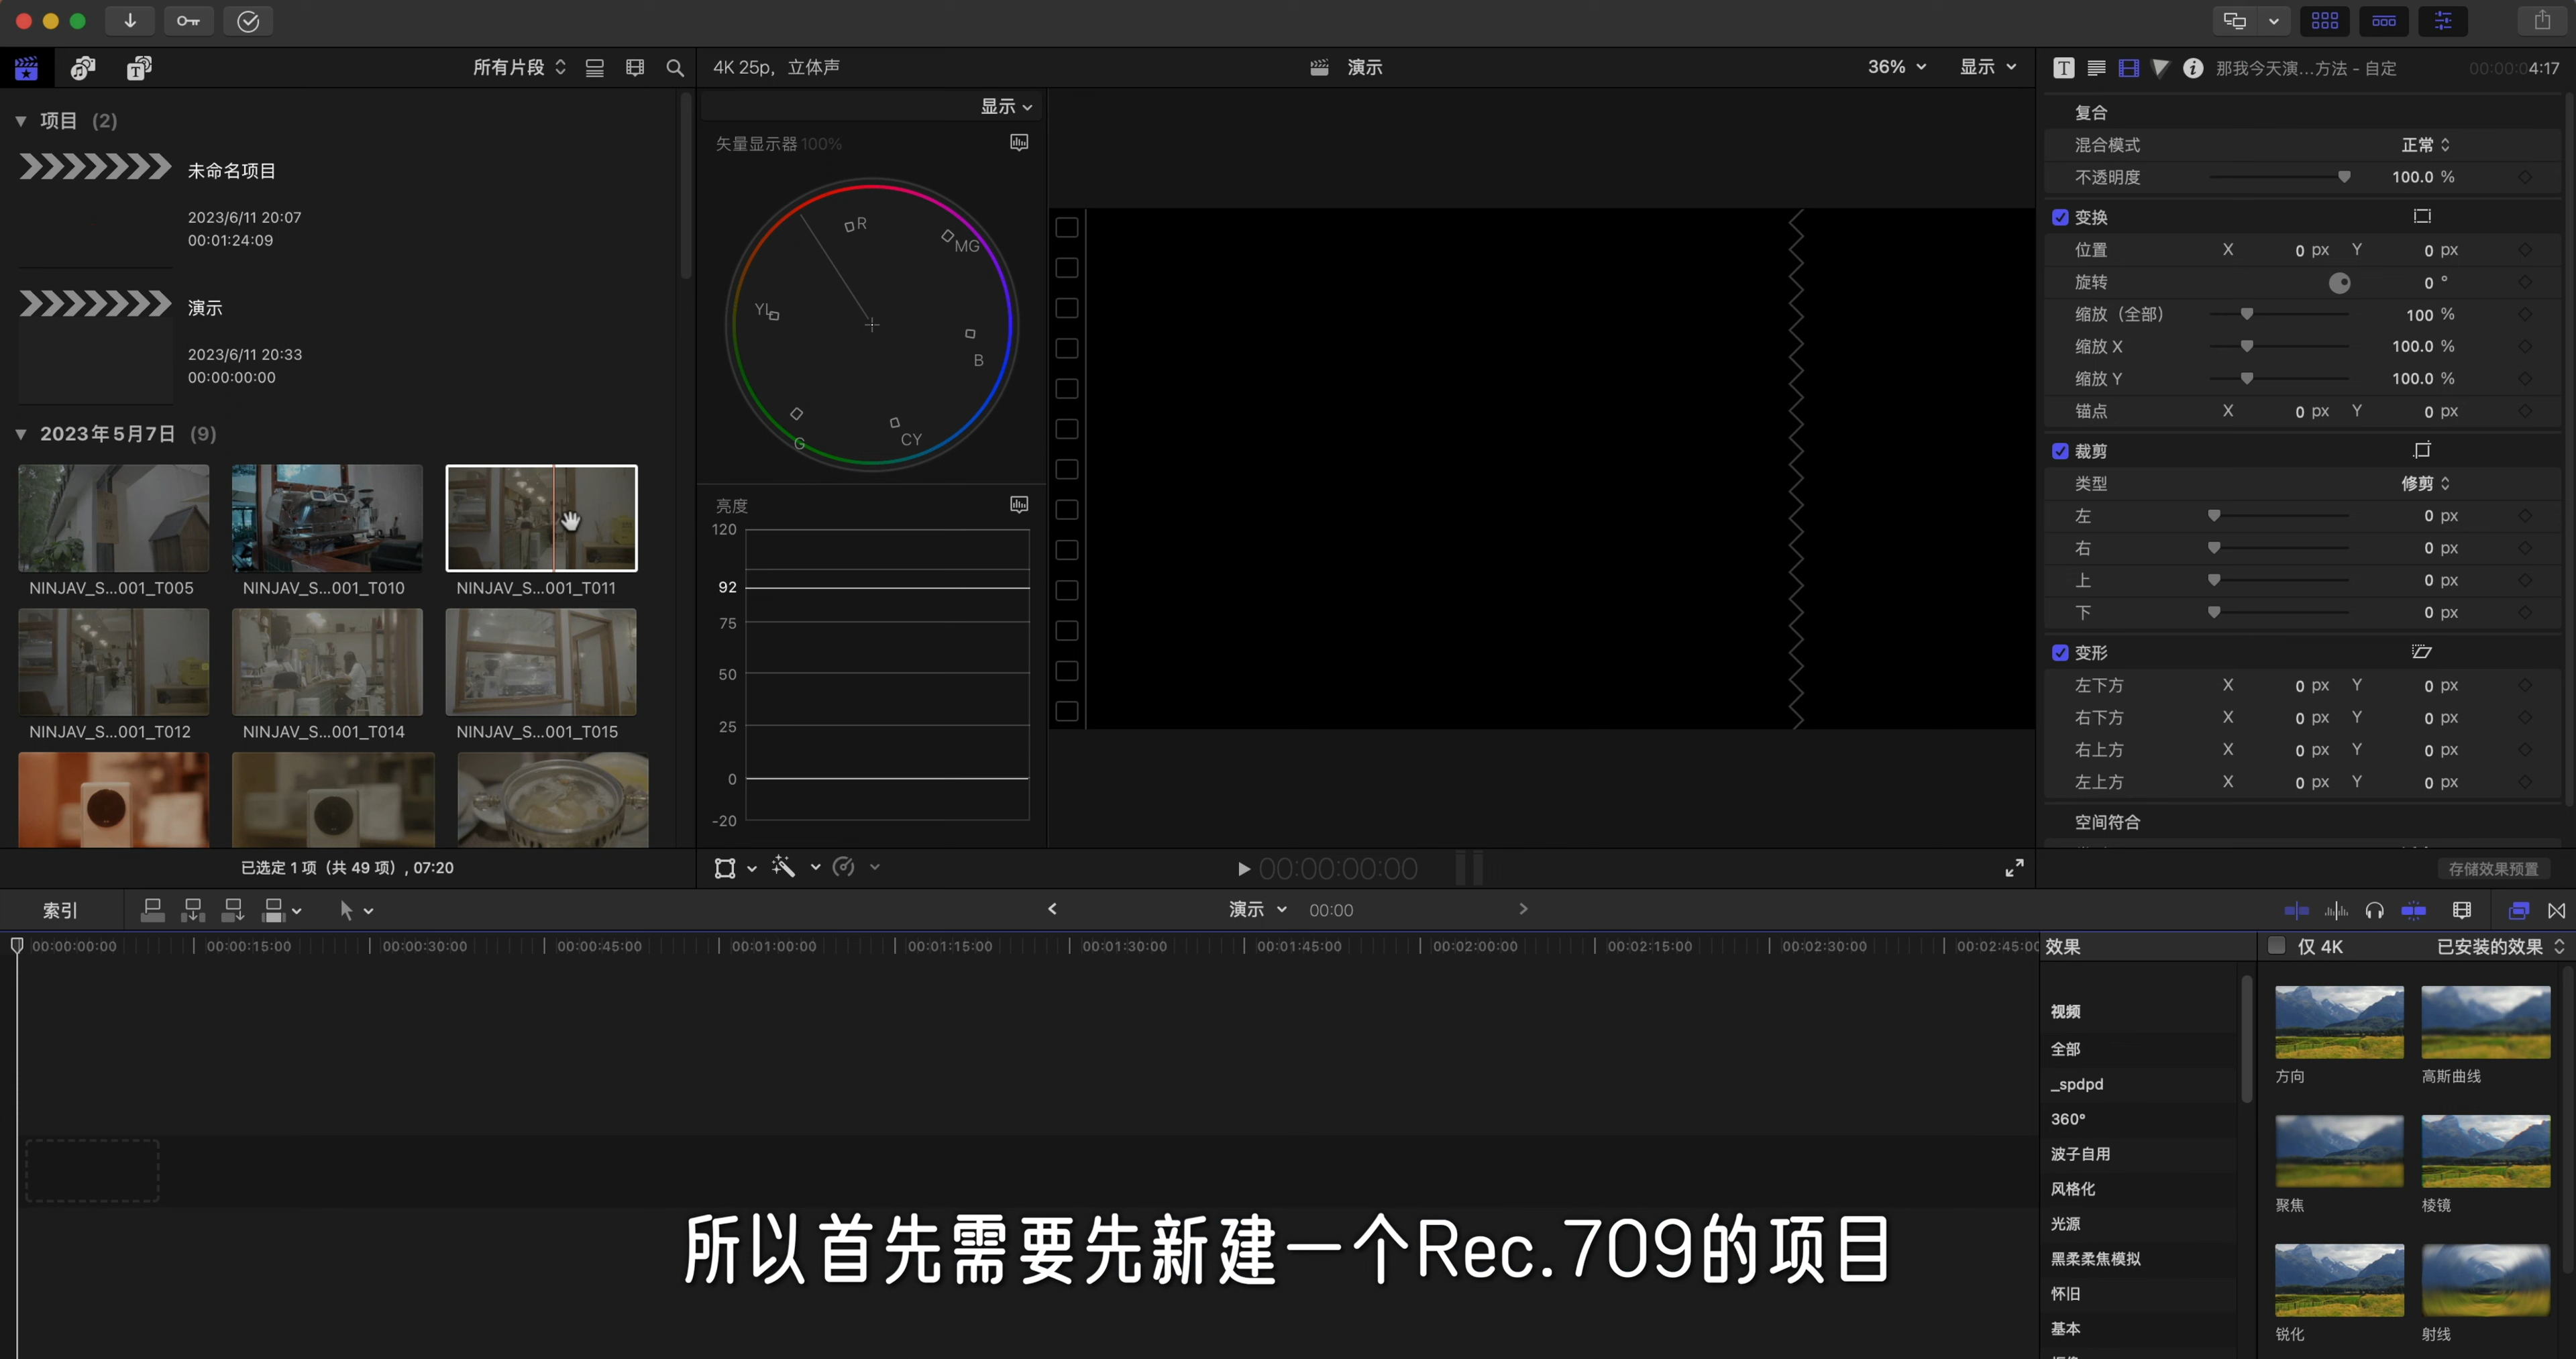 所有片段
4K 25p，立体声
演示
36%
显示
那我今天演...方法 - 自定
00:00:04:17
项目 (2)
未命名项目
2023/6/11 20:07
00:01:24:09
演示
2023/6/11 20:33
00:00:00:00
2023年5月7日 (9)
NINJAV_S...001_T005
NINJAV_S...001_T010
NINJAV_S...001_T011
NINJAV_S...001_T012
NINJAV_S...001_T014
NINJAV_S...001_T015
已选定 1 项（共 49 项）, 07:20
显示
矢量显示器 100%
R
MG
YL
B
G
CY
亮度
120
92
75
50
25
0
-20
00:00:00:00
复合
混合模式 正常
不透明度 100.0 %
变换
位置 X 0 px Y 0 px
旋转 0 °
缩放（全部） 100 %
缩放 X 100.0 %
缩放 Y 100.0 %
锚点 X 0 px Y 0 px
裁剪
类型 修剪
左 0 px
右 0 px
上 0 px
下 0 px
变形
左下方 X 0 px Y 0 px
右下方 X 0 px Y 0 px
右上方 X 0 px Y 0 px
左上方 X 0 px Y 0 px
空间符合
存储效果预置
索引
演示 00:00
00:00:00:00 00:00:15:00 00:00:30:00 00:00:45:00 00:01:00:00 00:01:15:00 00:01:30:00 00:01:45:00 00:02:00:00 00:02:15:00 00:02:30:00 00:02:45:00
效果
仅 4K
已安装的效果
视频
全部
_spdpd
360°
波子自用
风格化
光源
黑柔柔焦模拟
怀旧
基本
方向
高斯曲线
聚焦
棱镜
锐化
射线
所以首先需要先新建一个Rec.709的项目